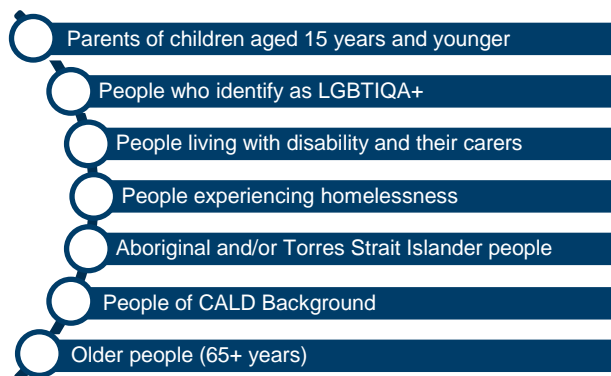 Parents of children aged 15 years and younger
People who identify as LGBTIQA+
People living with disability and their carers
People experiencing homelessness
Aboriginal and/or Torres Strait Islander people
People of CALD Background
Older people (65+ years)